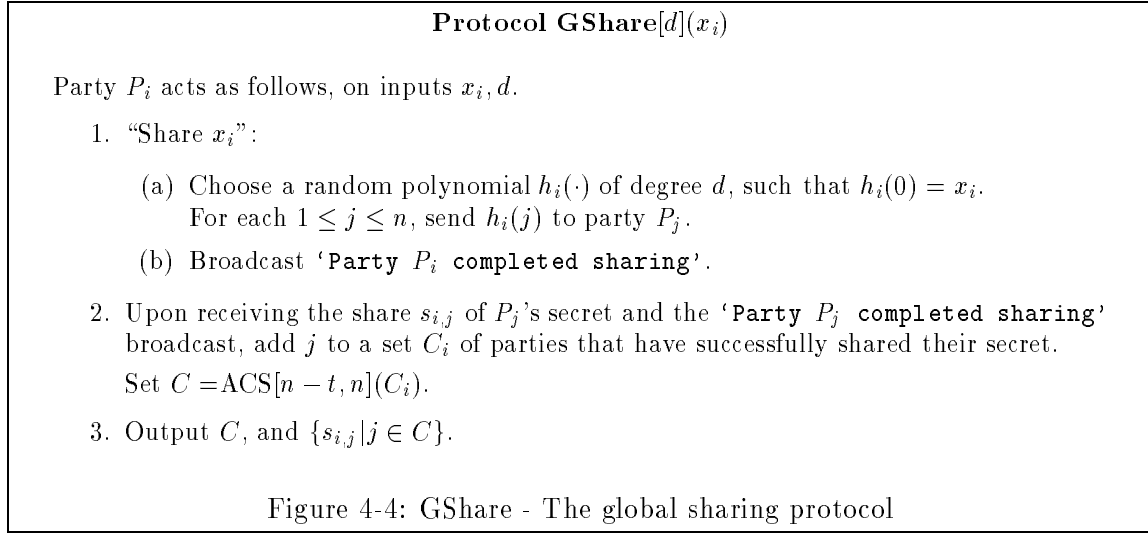 Protocol GShare[d](x_i)
Party P_i acts as follows, on inputs x_i, d.
1. “Share x_i”:
(a) Choose a random polynomial h_i(·) of degree d, such that h_i(0) = x_i.
For each 1 ≤ j ≤ n, send h_i(j) to party P_j.
(b) Broadcast ‘Party P_i completed sharing’.
2. Upon receiving the share s_{i,j} of P_j’s secret and the ‘Party P_j completed sharing’
broadcast, add j to a set C_i of parties that have successfully shared their secret.
Set C =ACS[n − t, n](C_i).
3. Output C, and {s_{i,j}|j ∈ C}.
Figure 4-4: GShare - The global sharing protocol